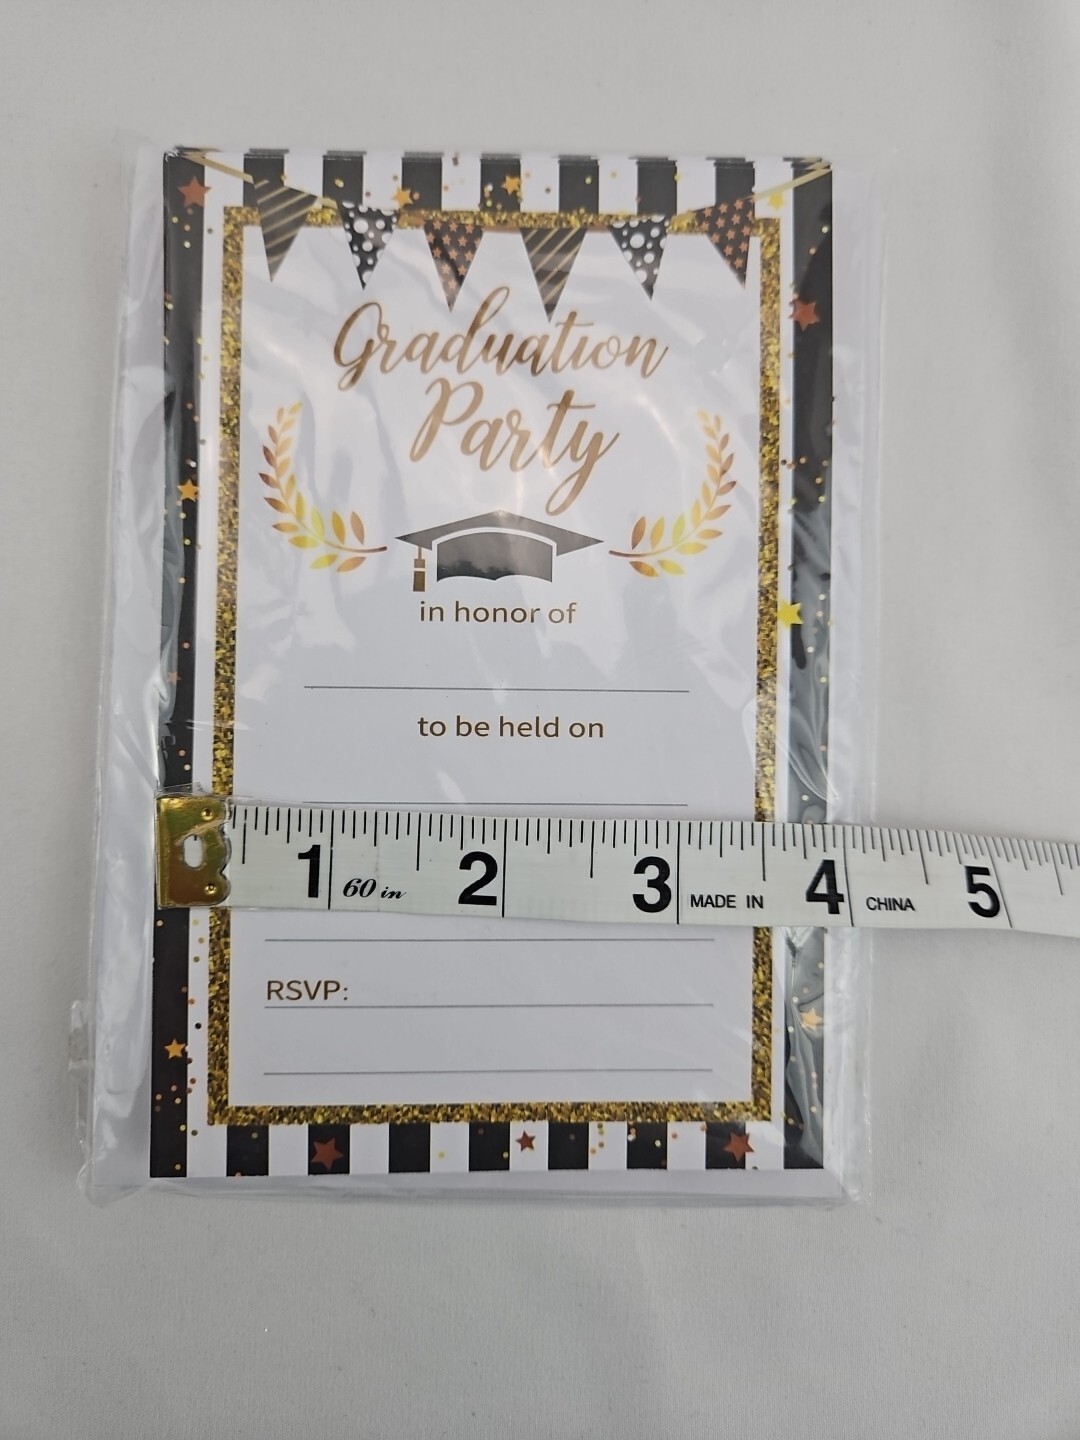 Graduation
Party
in honor of
to be held on
1 60 in 2 3 MADE IN 4 CHINA 5
RSVP: